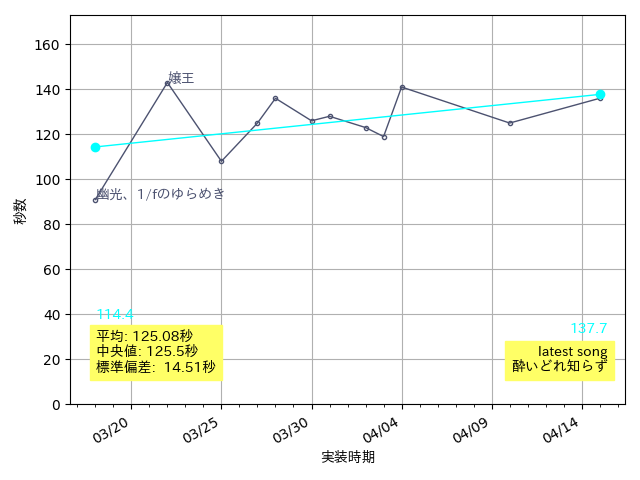 160
140
120
100
80
60
40
20
0
秒数
嬢王
幽光、1/fのゆらめき
114.4
平均: 125.08秒
中央値: 125.5秒
標準偏差: 14.51秒
137.7
latest song
酔いどれ知らず
03/20
03/25
03/30
04/04
04/09
04/14
実装時期